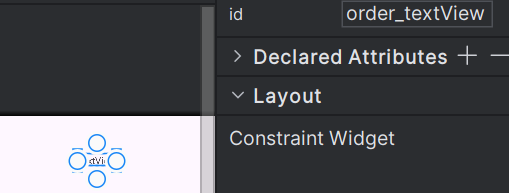 id
order_textView
Declared Attributes
Layout
Constraint Widget